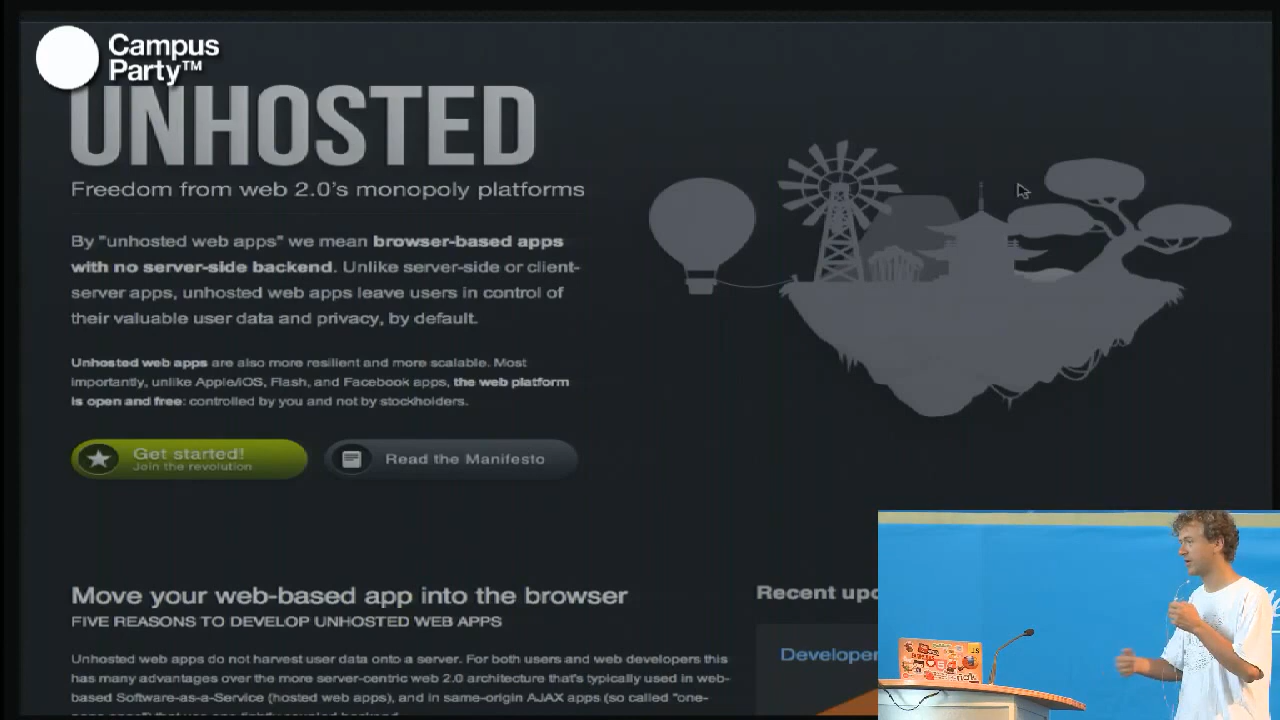 Campus
Party™
UNHOSTED
Freedom from web 2.0's monopoly platforms
By "unhosted web apps" we mean browser-based apps
with no server-side backend. Unlike server-side or client-
server apps, unhosted web apps leave users in control of
their valuable user data and privacy, by default.
Unhosted web apps are also more resilient and more scalable. Most
importantly, unlike Apple/iOS, Flash, and Facebook apps, the web platform
is open and free: controlled by you and not by stockholders.
Get started!
Join the revolution
Read the Manifesto
Move your web-based app into the browser
FIVE REASONS TO DEVELOP UNHOSTED WEB APPS
Recent upd
Developer
Unhosted web apps do not harvest user data onto a server. For both users and web developers this
has many advantages over the more server-centric web 2.0 architecture that's typically used in web-
based Software-as-a-Service (hosted web apps), and in same-origin AJAX apps (so called "one-